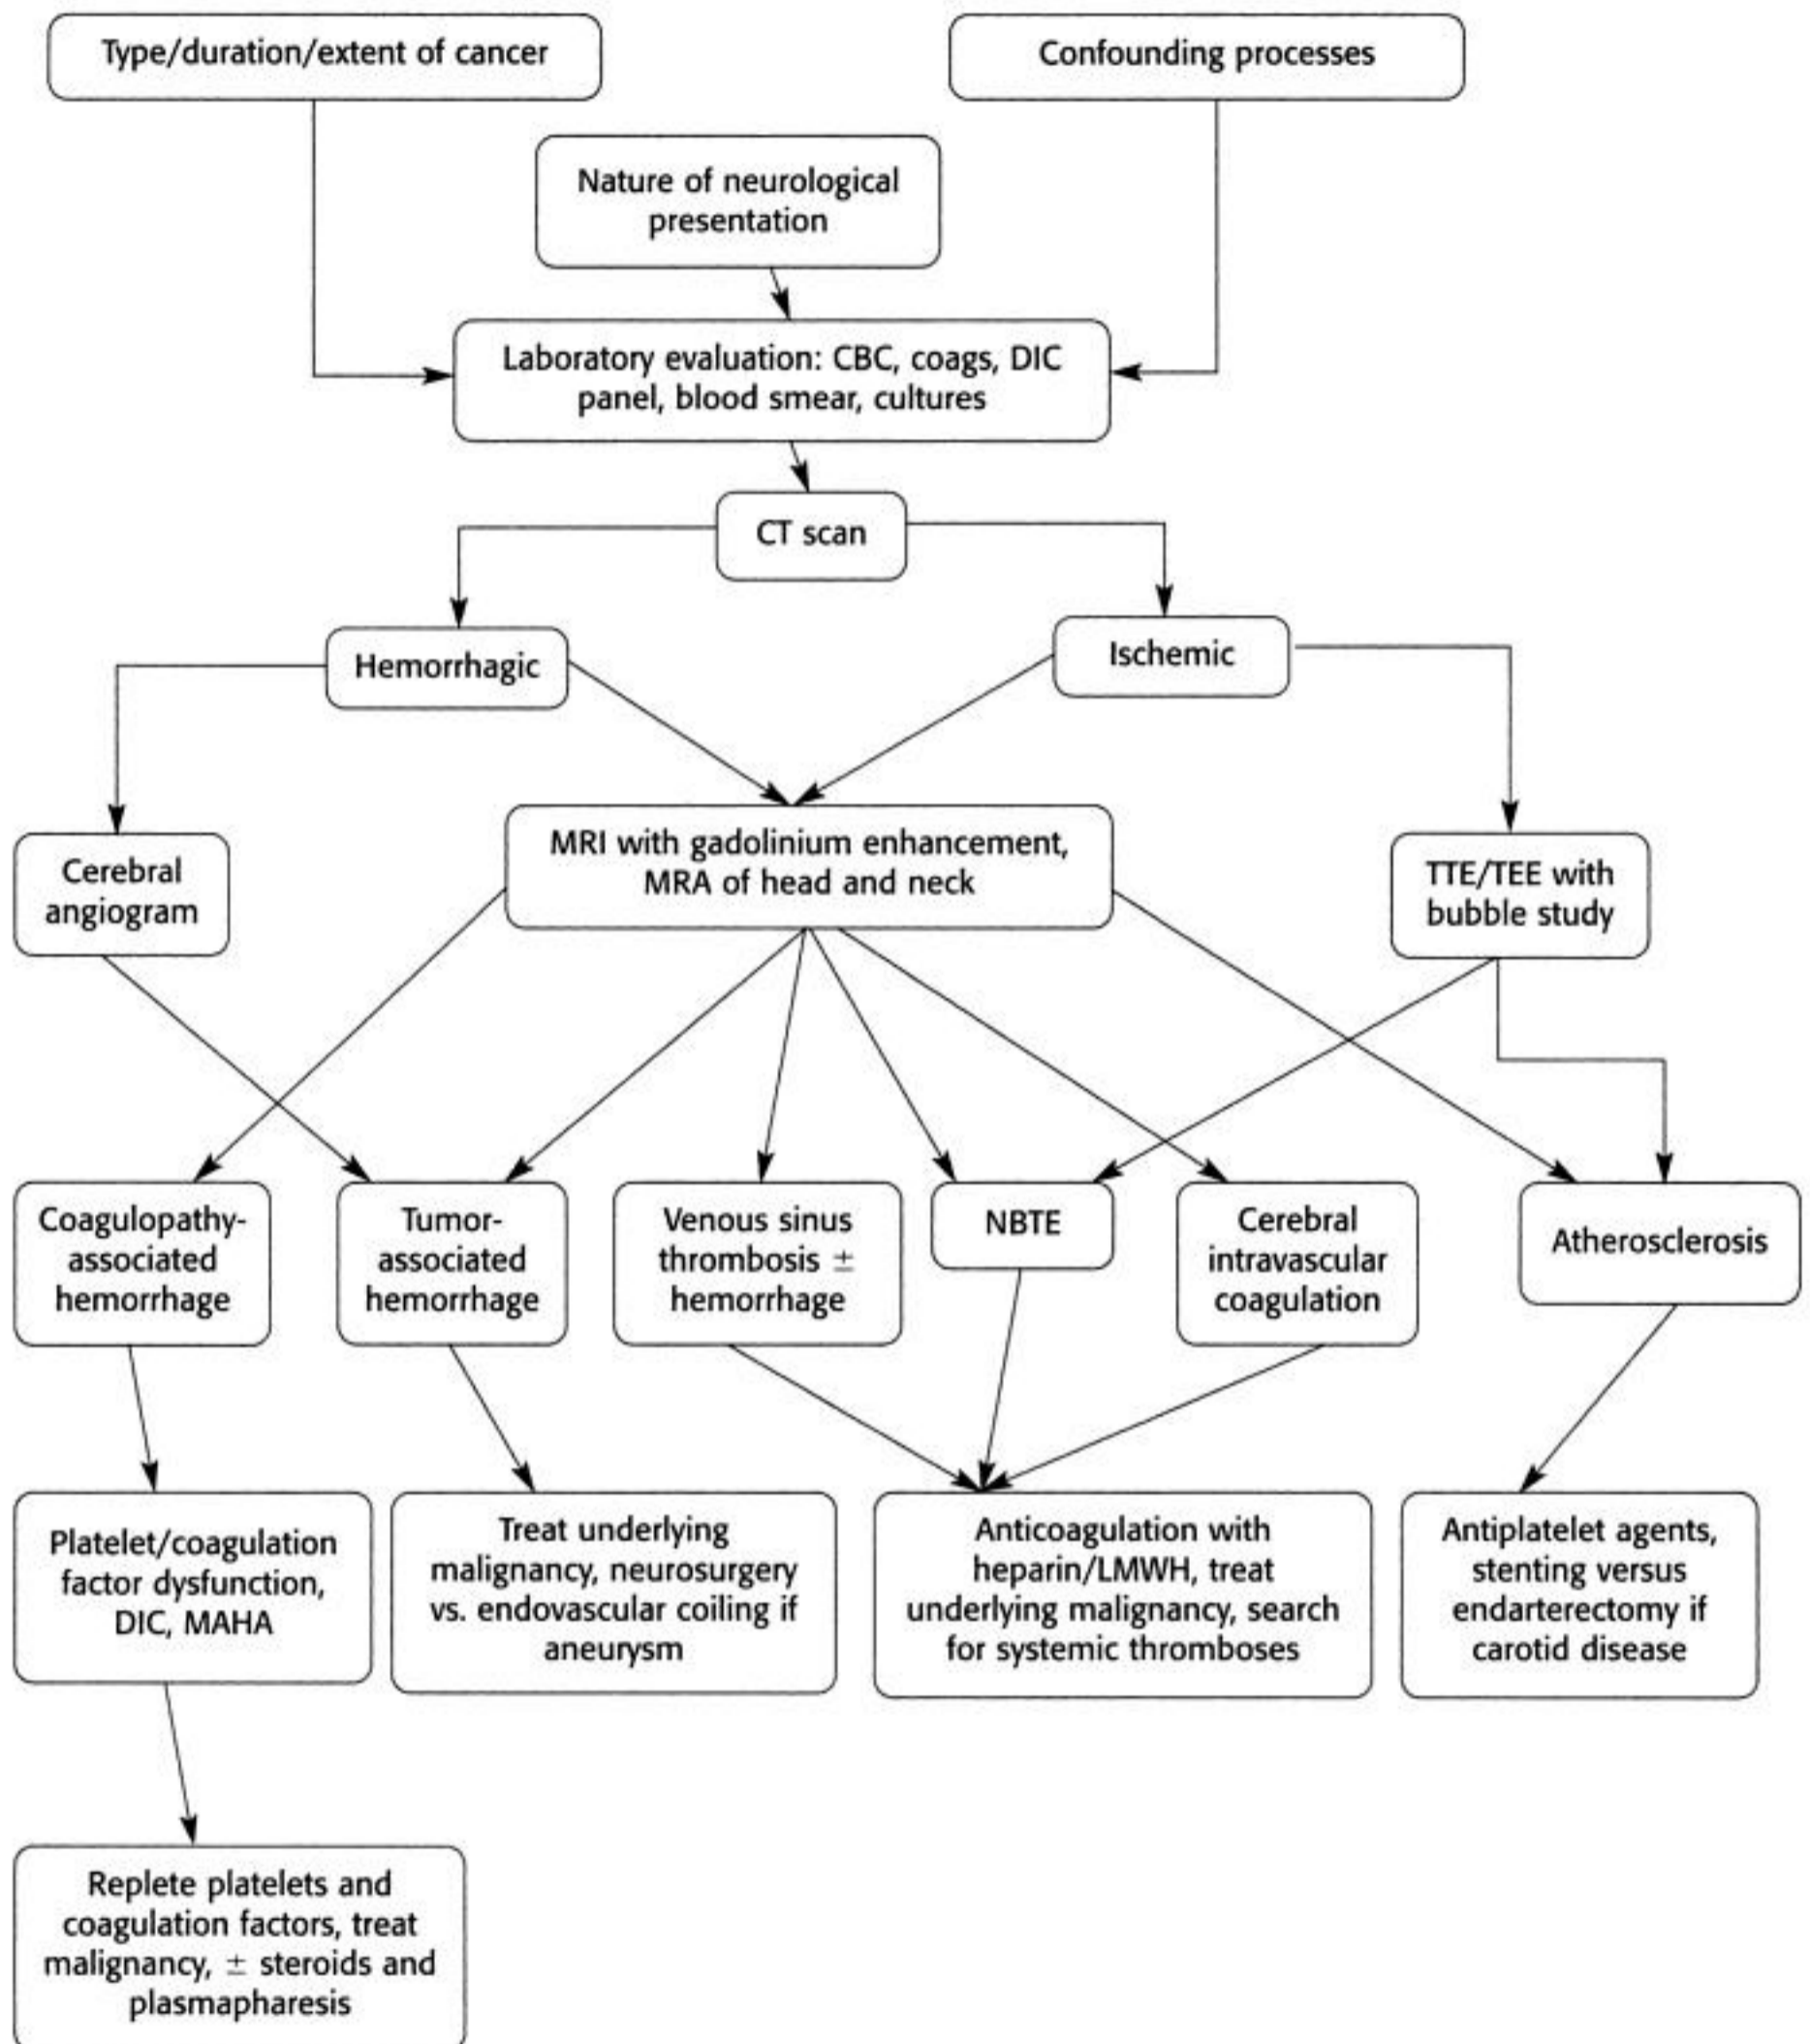 Type/duration/extent of cancer
Confounding processes
Nature of neurological
presentation
Laboratory evaluation: CBC, coags, DIC
panel, blood smear, cultures
CT scan
Hemorrhagic
Ischemic
Cerebral
angiogram
MRI with gadolinium enhancement,
MRA of head and neck
TTE/TEE with
bubble study
Coagulopathy-
associated
hemorrhage
Tumor-
associated
hemorrhage
Venous sinus
thrombosis ±
hemorrhage
NBTE
Cerebral
intravascular
coagulation
Atherosclerosis
Platelet/coagulation
factor dysfunction,
DIC, MAHA
Treat underlying
malignancy, neurosurgery
vs. endovascular coiling if
aneurysm
Anticoagulation with
heparin/LMWH, treat
underlying malignancy, search
for systemic thromboses
Antiplatelet agents,
stenting versus
endarterectomy if
carotid disease
Replete platelets and
coagulation factors, treat
malignancy, ± steroids and
plasmapharesis